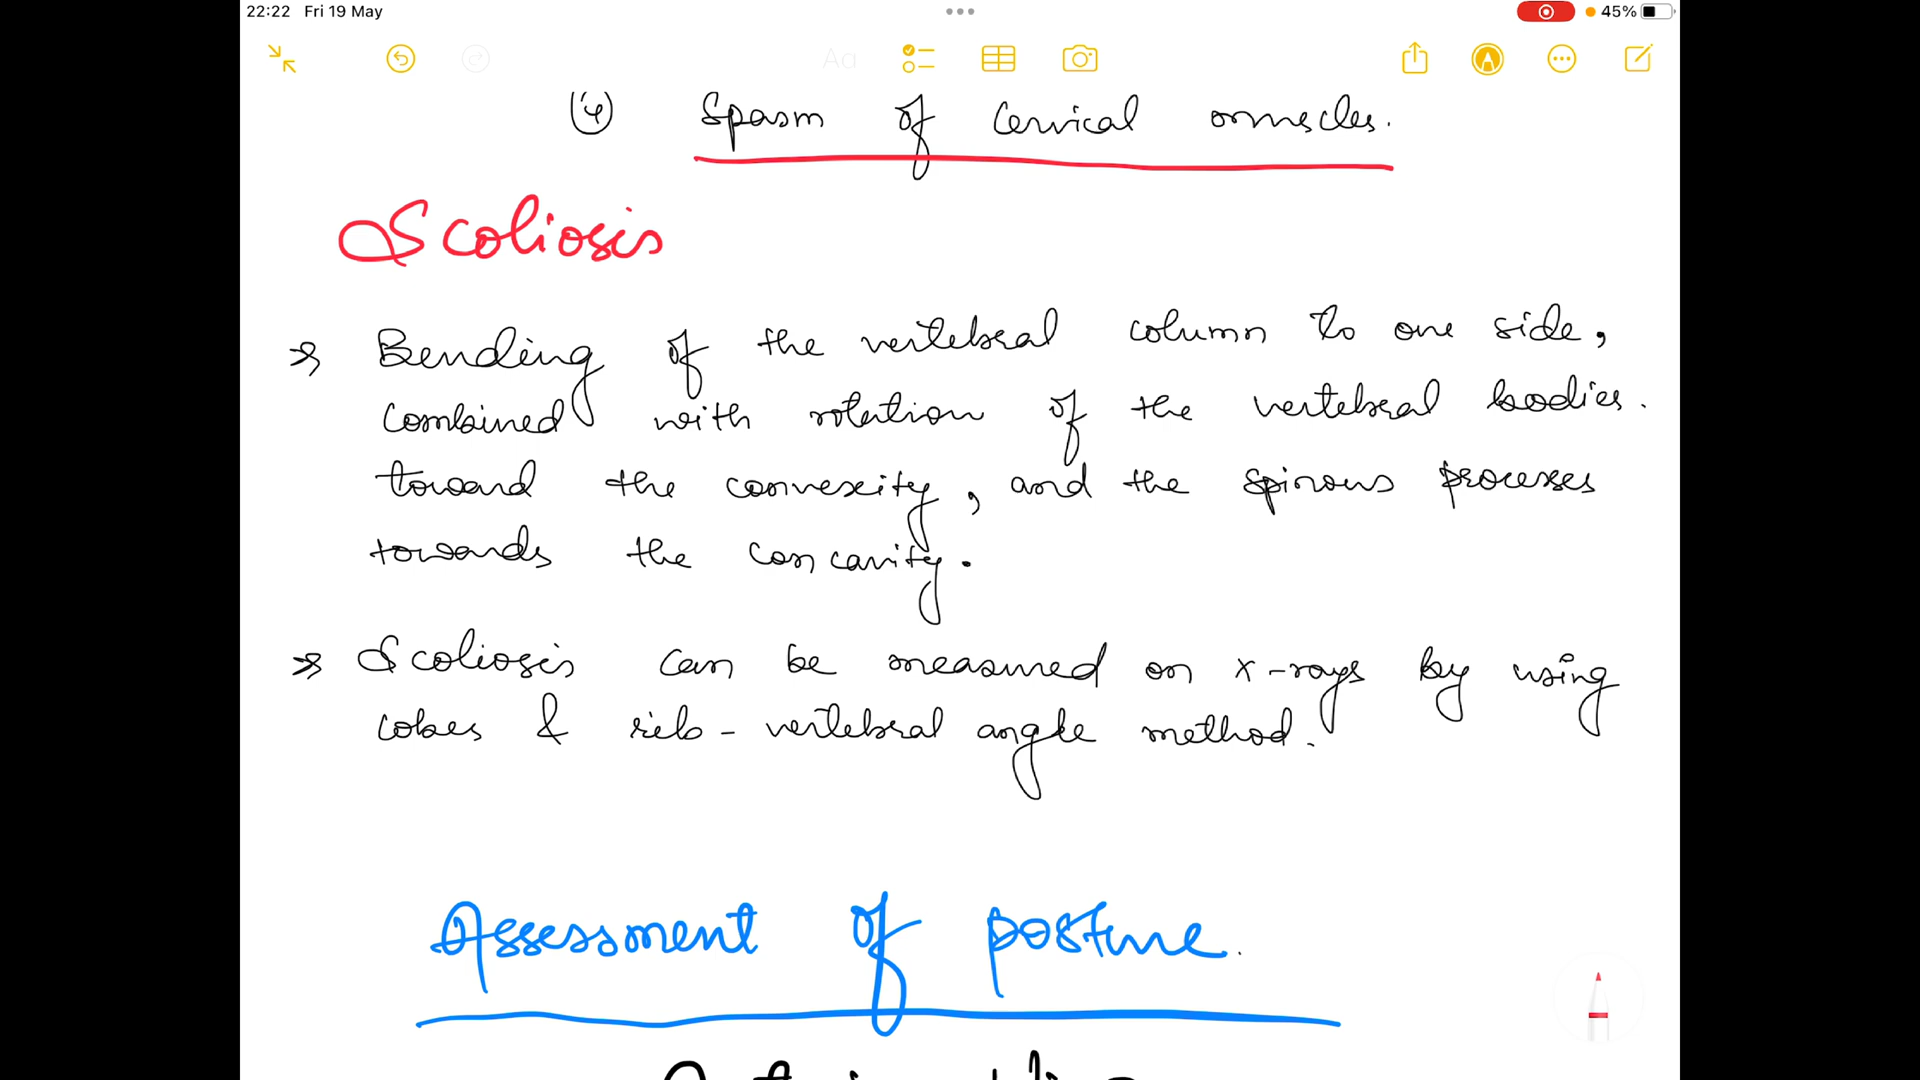 22:22 Fri 19 May
45%
Aa
(4) Spasm of cervical muscles.
Scoliosis
⇒ Bending of the vertebral column to one side,
combined with rotation of the vertebral bodies.
toward the convexity, and the spinous processes
towards the concavity.
⇒ Scoliosis can be measured on x-rays by using
cobes & rib-vertebral angle method.
Assessment of posture.